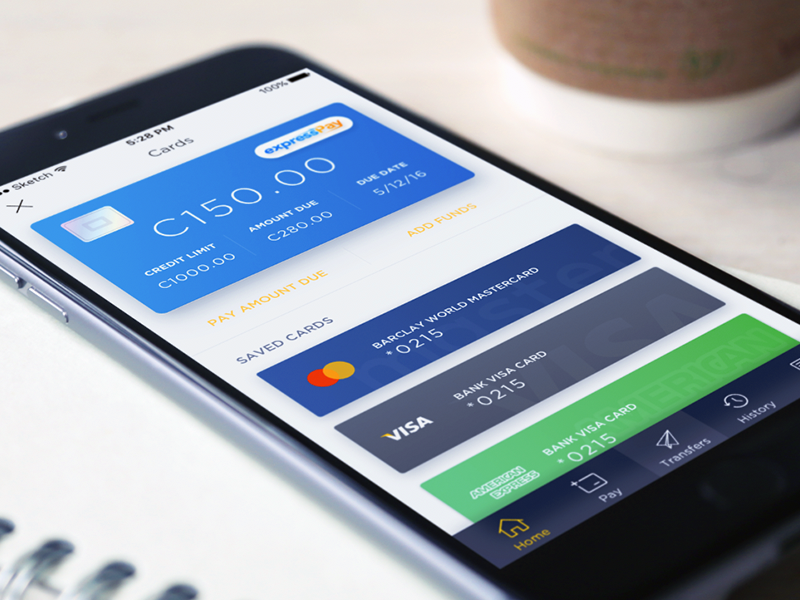 Sketch
5:28 PM
100%
Cards
expressPay
C150.00
CREDIT LIMIT
C1000.00
AMOUNT DUE
C280.00
DUE DATE
5/12/16
PAY AMOUNT DUE
ADD FUNDS
SAVED CARDS
BARCLAY WORLD MASTERCARD
*0215
VISA
BANK VISA CARD
*0215
VISA
AMERICAN
EXPRESS
BANK VISA CARD
*0215
AMERICAN
Home
Pay
Transfers
History